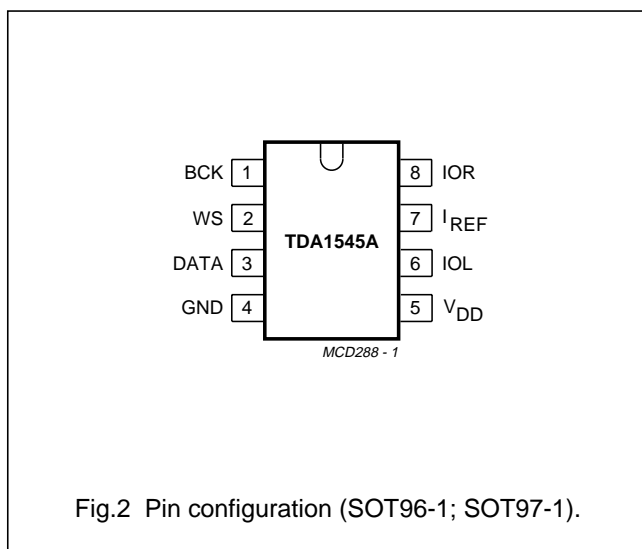 BCK 1 8 IOR
WS 2 7 IREF
TDA1545A
DATA 3 6 IOL
GND 4 5 VDD
MCD288 - 1
Fig.2 Pin configuration (SOT96-1; SOT97-1).